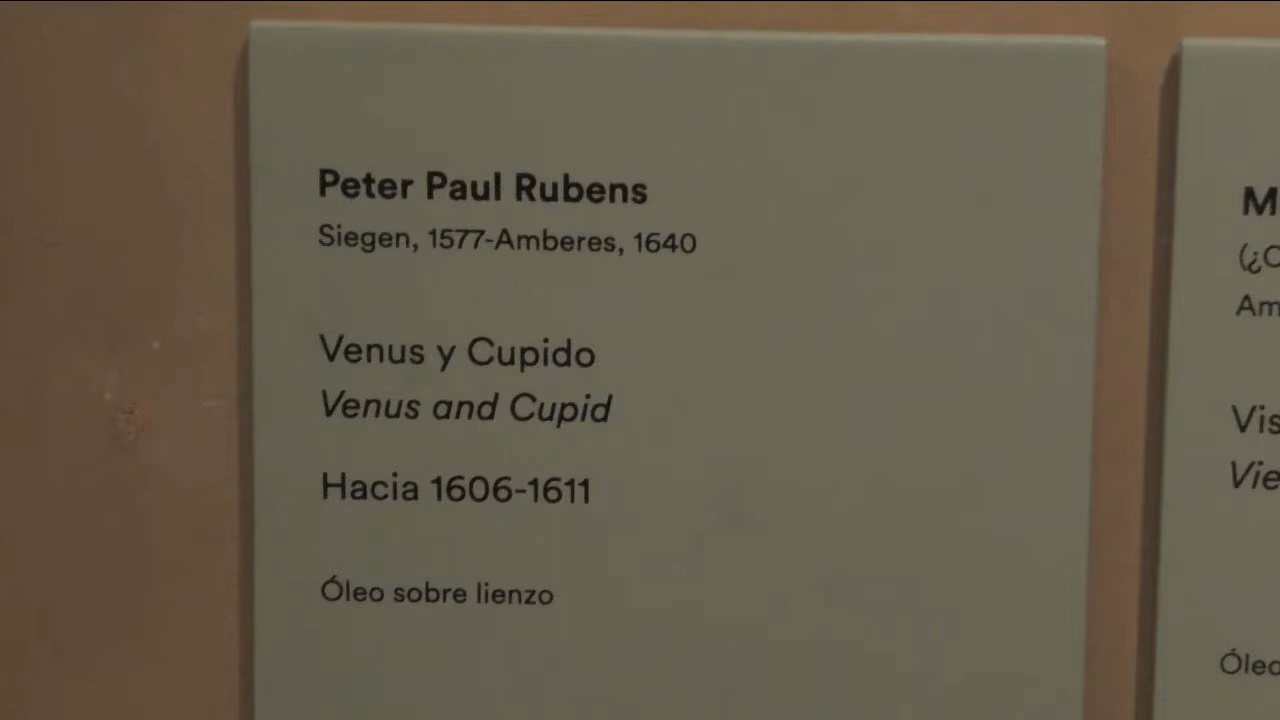 Peter Paul Rubens
Siegen, 1577-Amberes, 1640
Venus y Cupido
Venus and Cupid
Hacia 1606-1611
Óleo sobre lienzo